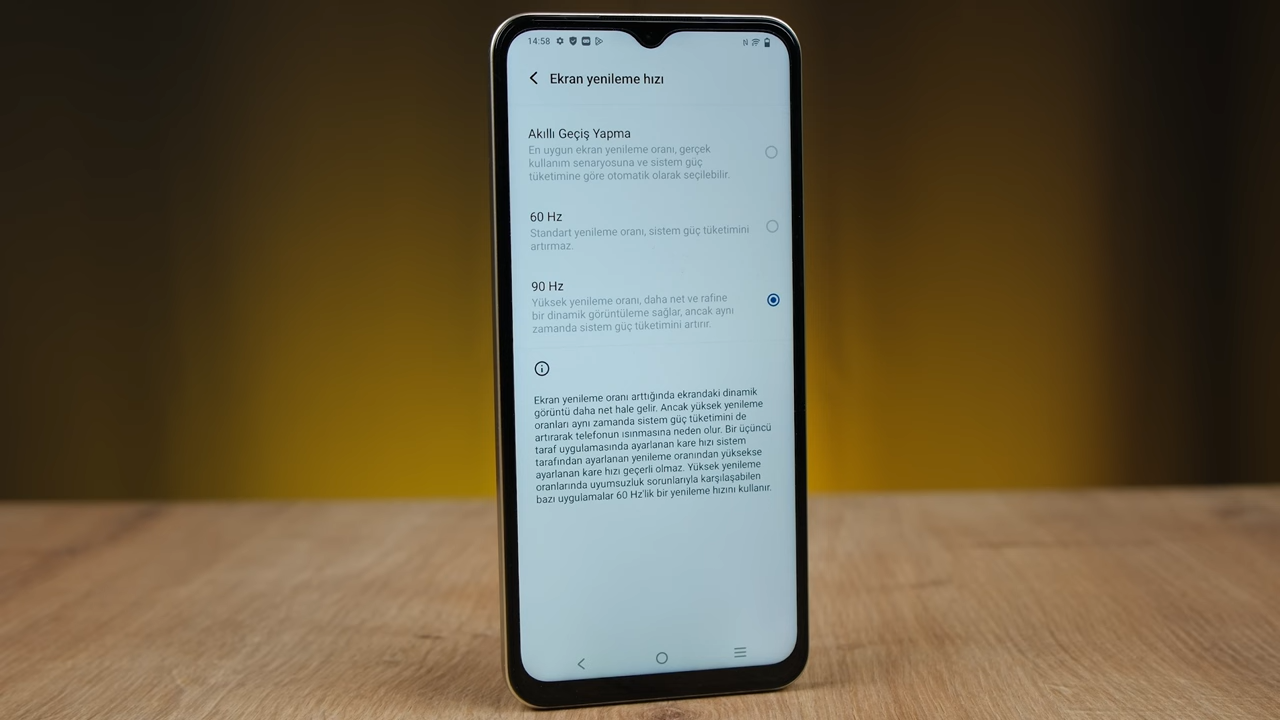 14:58
Ekran yenileme hızı
Akıllı Geçiş Yapma
En uygun ekran yenileme oranı, gerçek
kullanım senaryosuna ve sistem güç
tüketimine göre otomatik olarak seçilebilir.
60 Hz
Standart yenileme oranı, sistem güç tüketimini
artırmaz.
90 Hz
Yüksek yenileme oranı, daha net ve rafine
bir dinamik görüntüleme sağlar, ancak aynı
zamanda sistem güç tüketimini artırır.
Ekran yenileme oranı arttığında ekrandaki dinamik
görüntü daha net hale gelir. Ancak yüksek yenileme
oranları aynı zamanda sistem güç tüketimini de
artırarak telefonun ısınmasına neden olur. Bir üçüncü
taraf uygulamasında ayarlanan kare hızı sistem
tarafından ayarlanan yenileme oranından yüksekse
ayarlanan kare hızı geçerli olmaz. Yüksek yenileme
oranlarında uyumsuzluk sorunlarıyla karşılaşabilen
bazı uygulamalar 60 Hz'lik bir yenileme hızını kullanır.